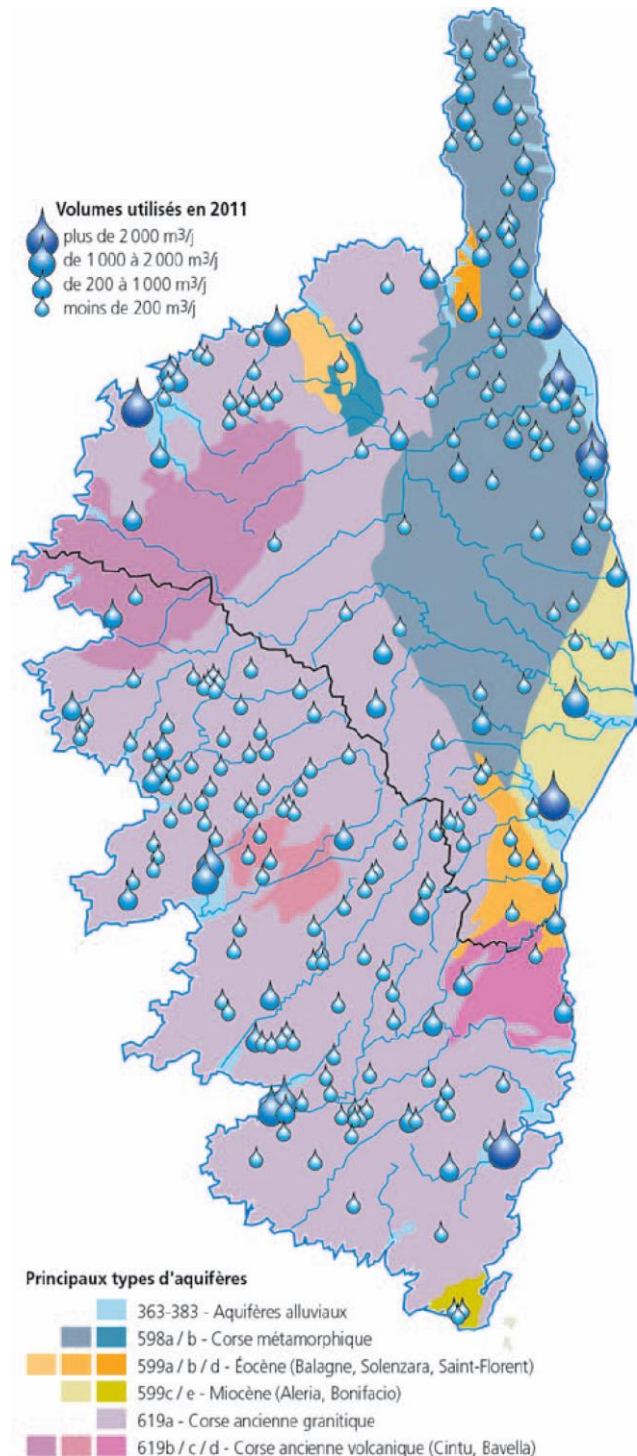 Volumes utilisés en 2011
plus de 2 000 m³/j
de 1 000 à 2 000 m³/j
de 200 à 1 000 m³/j
moins de 200 m³/j
Principaux types d'aquifères
363-383 - Aquifères alluviaux
598a / b - Corse métamorphique
599a / b / d - Éocène (Balagne, Solenzara, Saint-Florent)
599c / e - Miocène (Aleria, Bonifacio)
619a - Corse ancienne granitique
619b / c / d - Corse ancienne volcanique (Cintu, Bavella)